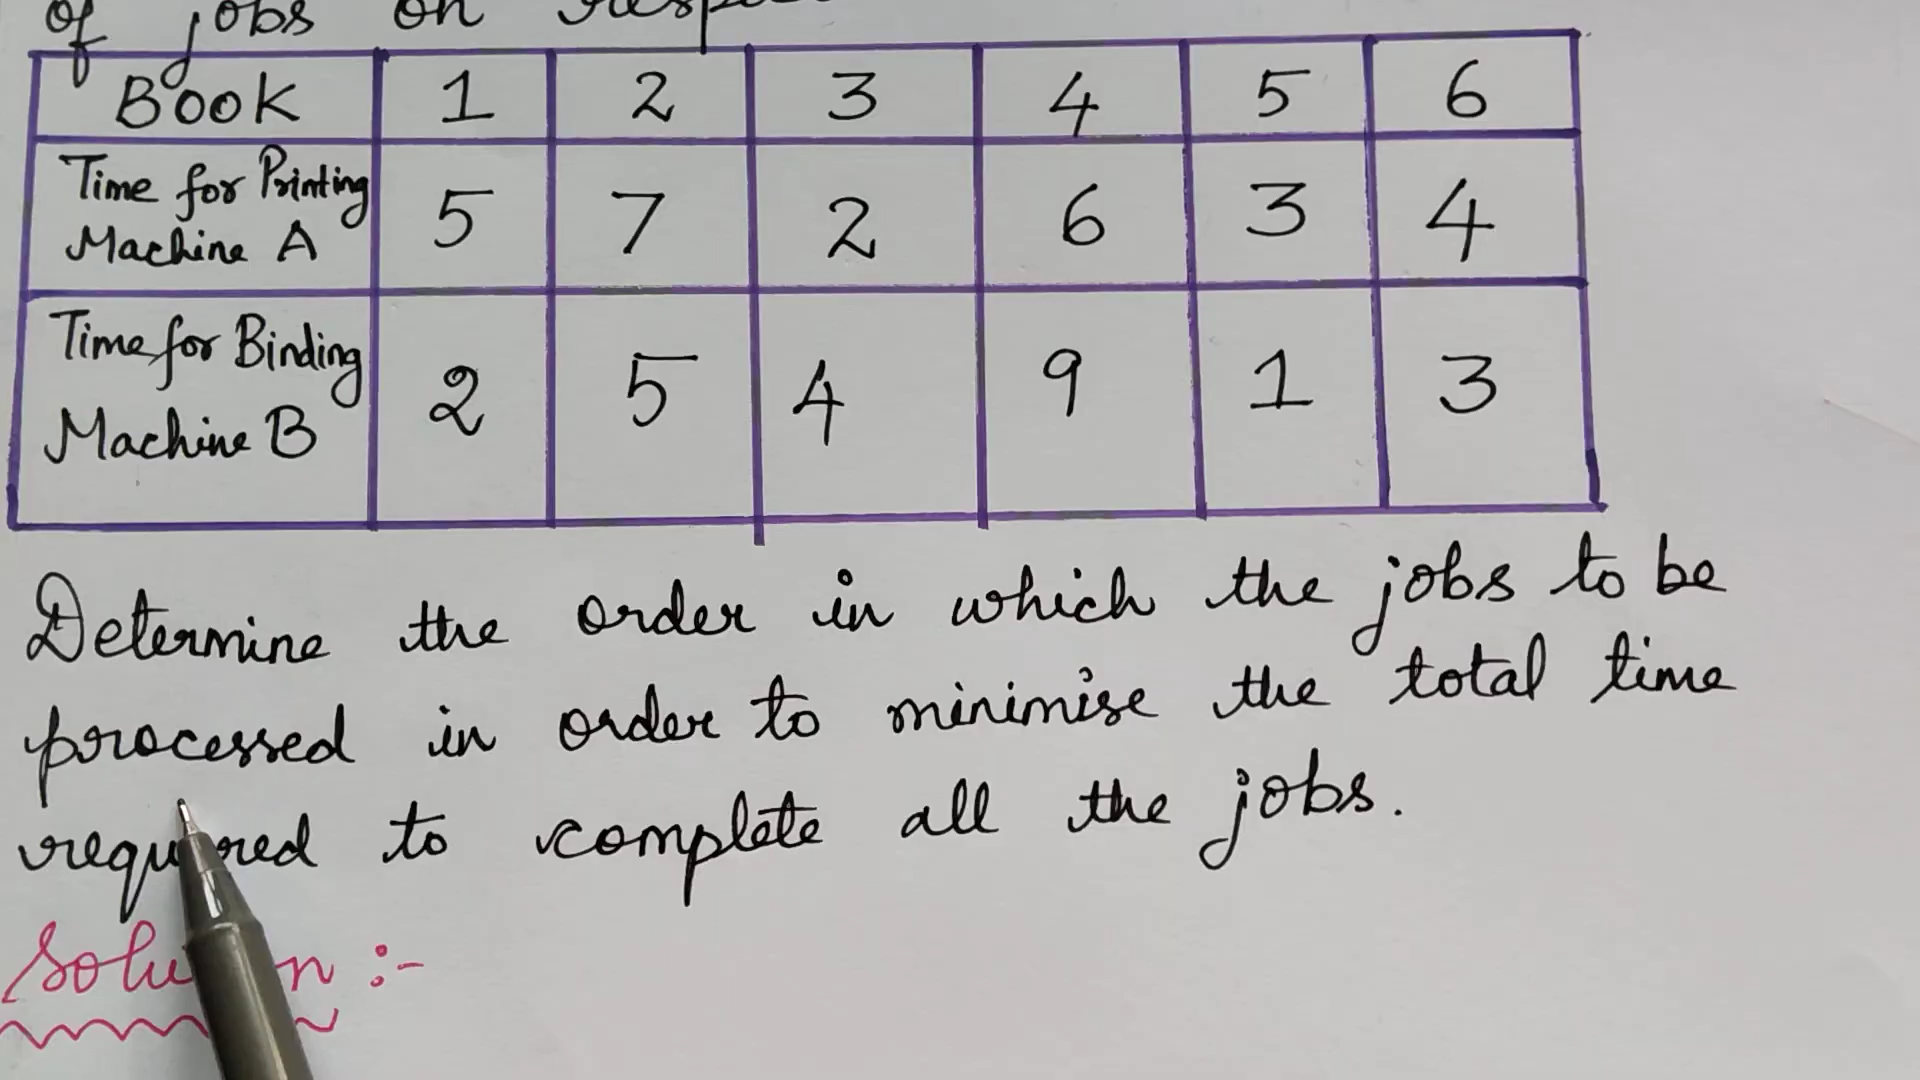 of jobs on
BOOK 1 2 3 4 5 6
Time for Printing
Machine A 5 7 2 6 3 4
Time for Binding
Machine B 2 5 4 9 1 3
Determine the order in which the jobs to be
processed in order to minimise the total time
required to complete all the jobs.
Solution :-